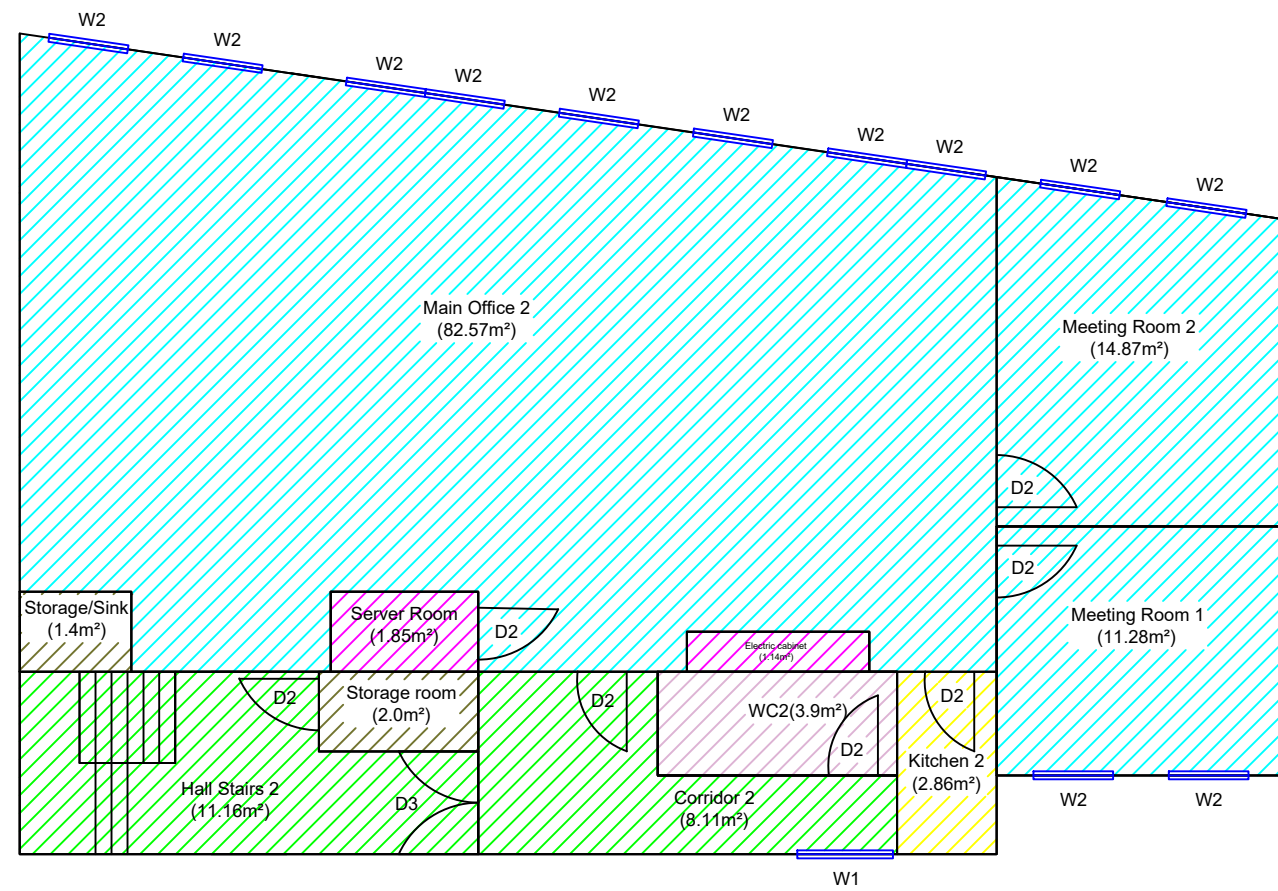 W2
W2
W2
W2
W2
W2
W2
W2
W2
W2
Main Office 2
(82.57m²)
Meeting Room 2
(14.87m²)
D2
D2
Storage/Sink
(1.4m²)
Server Room
(1.85m²)
D2
Meeting Room 1
(11.28m²)
Electric cabinet
(1.14m²)
D2
Storage room
(2.0m²)
D2
WC2(3.9m²)
D2
D2
Kitchen 2
(2.86m²)
Hall Stairs 2
(11.16m²)
D3
Corridor 2
(8.11m²)
W2
W2
W1